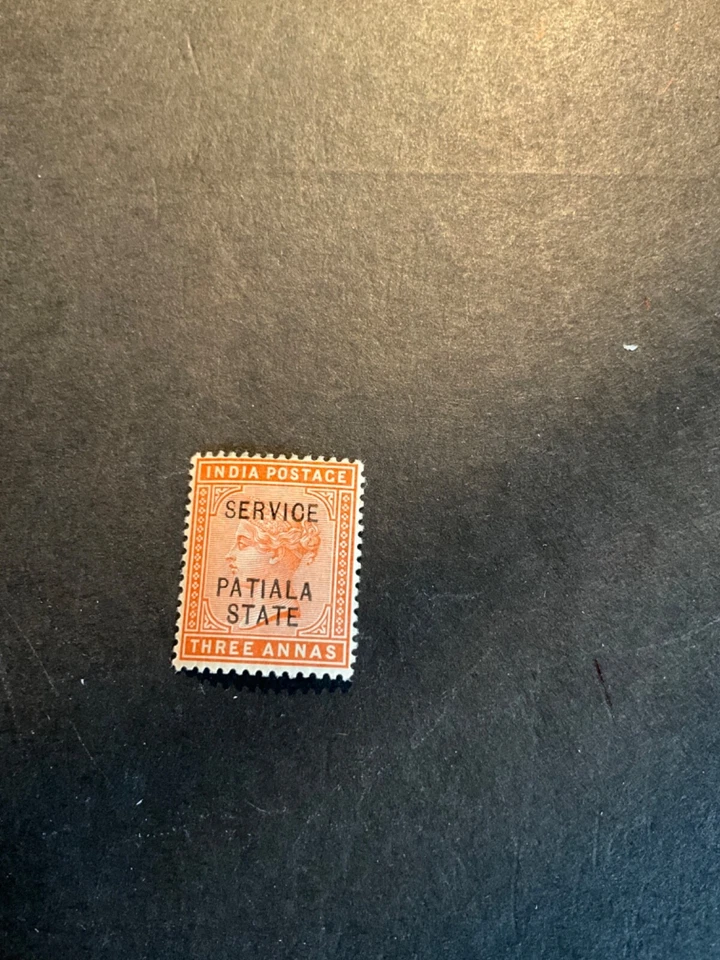 INDIA POSTAGE
SERVICE
PATIALA
STATE
THREE ANNAS